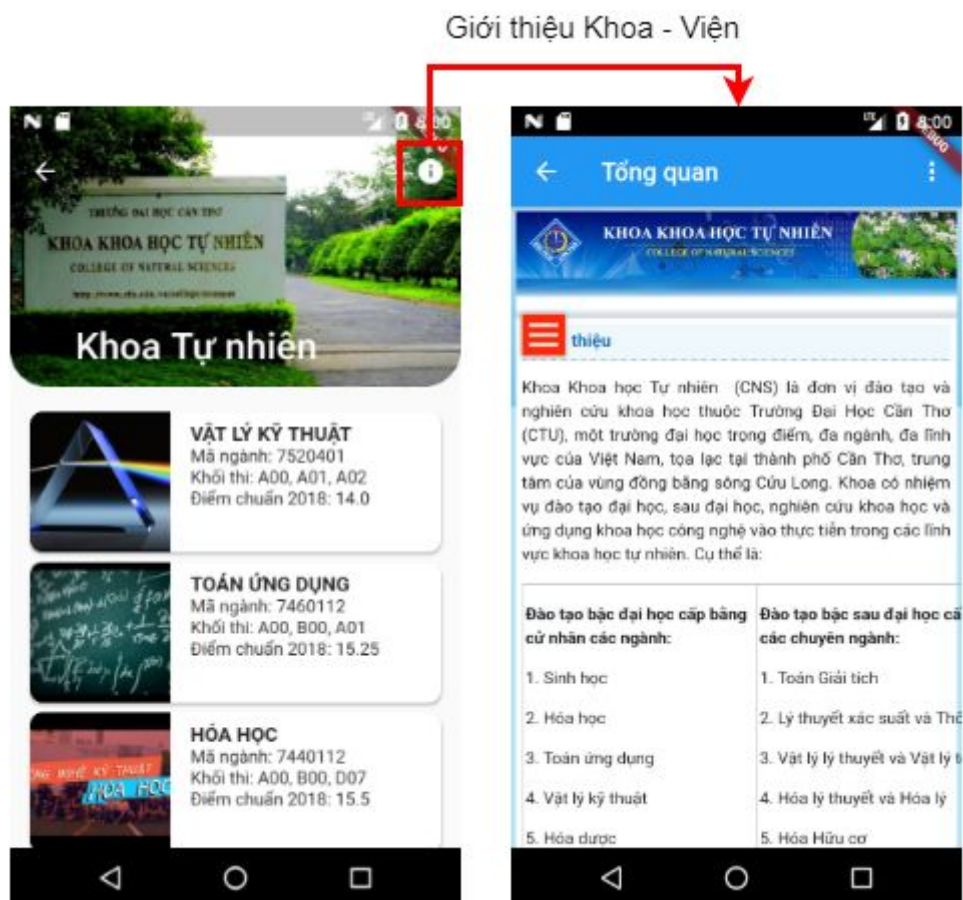 Giới thiệu Khoa - Viện
8:00
TRƯỜNG ĐẠI HỌC CẦN THƠ
KHOA KHOA HỌC TỰ NHIÊN
COLLEGE OF NATURAL SCIENCES
Khoa Tự nhiên
VẬT LÝ KỸ THUẬT
Mã ngành: 7520401
Khối thi: A00, A01, A02
Điểm chuẩn 2018: 14.0
TOÁN ỨNG DỤNG
Mã ngành: 7460112
Khối thi: A00, B00, A01
Điểm chuẩn 2018: 15.25
HÓA HỌC
Mã ngành: 7440112
Khối thi: A00, B00, D07
Điểm chuẩn 2018: 15.5
NG NGHỆ KỸ THUẬT
HÓA HỌC
LTE 8:00
DEBUG
Tổng quan
KHOA KHOA HỌC TỰ NHIÊN
COLLEGE OF NATURAL SCIENCES
thiệu
Khoa Khoa học Tự nhiên (CNS) là đơn vị đào tạo và
nghiên cứu khoa học thuộc Trường Đại Học Cần Thơ
(CTU), một trường đại học trọng điểm, đa ngành, đa lĩnh
vực của Việt Nam, tọa lạc tại thành phố Cần Thơ, trung
tâm của vùng đồng bằng sông Cửu Long. Khoa có nhiệm
vụ đào tạo đại học, sau đại học, nghiên cứu khoa học và
ứng dụng khoa học công nghệ vào thực tiễn trong các lĩnh
vực khoa học tự nhiên. Cụ thể là:
Đào tạo bậc đại học cấp bằng
cử nhân các ngành:
1. Sinh học
2. Hóa học
3. Toán ứng dụng
4. Vật lý kỹ thuật
5. Hóa dược
Đào tạo bậc sau đại học cấ
các chuyên ngành:
1. Toán Giải tích
2. Lý thuyết xác suất và Thố
3. Vật lý lý thuyết và Vật lý t
4. Hóa lý thuyết và Hóa lý
5. Hóa Hữu cơ